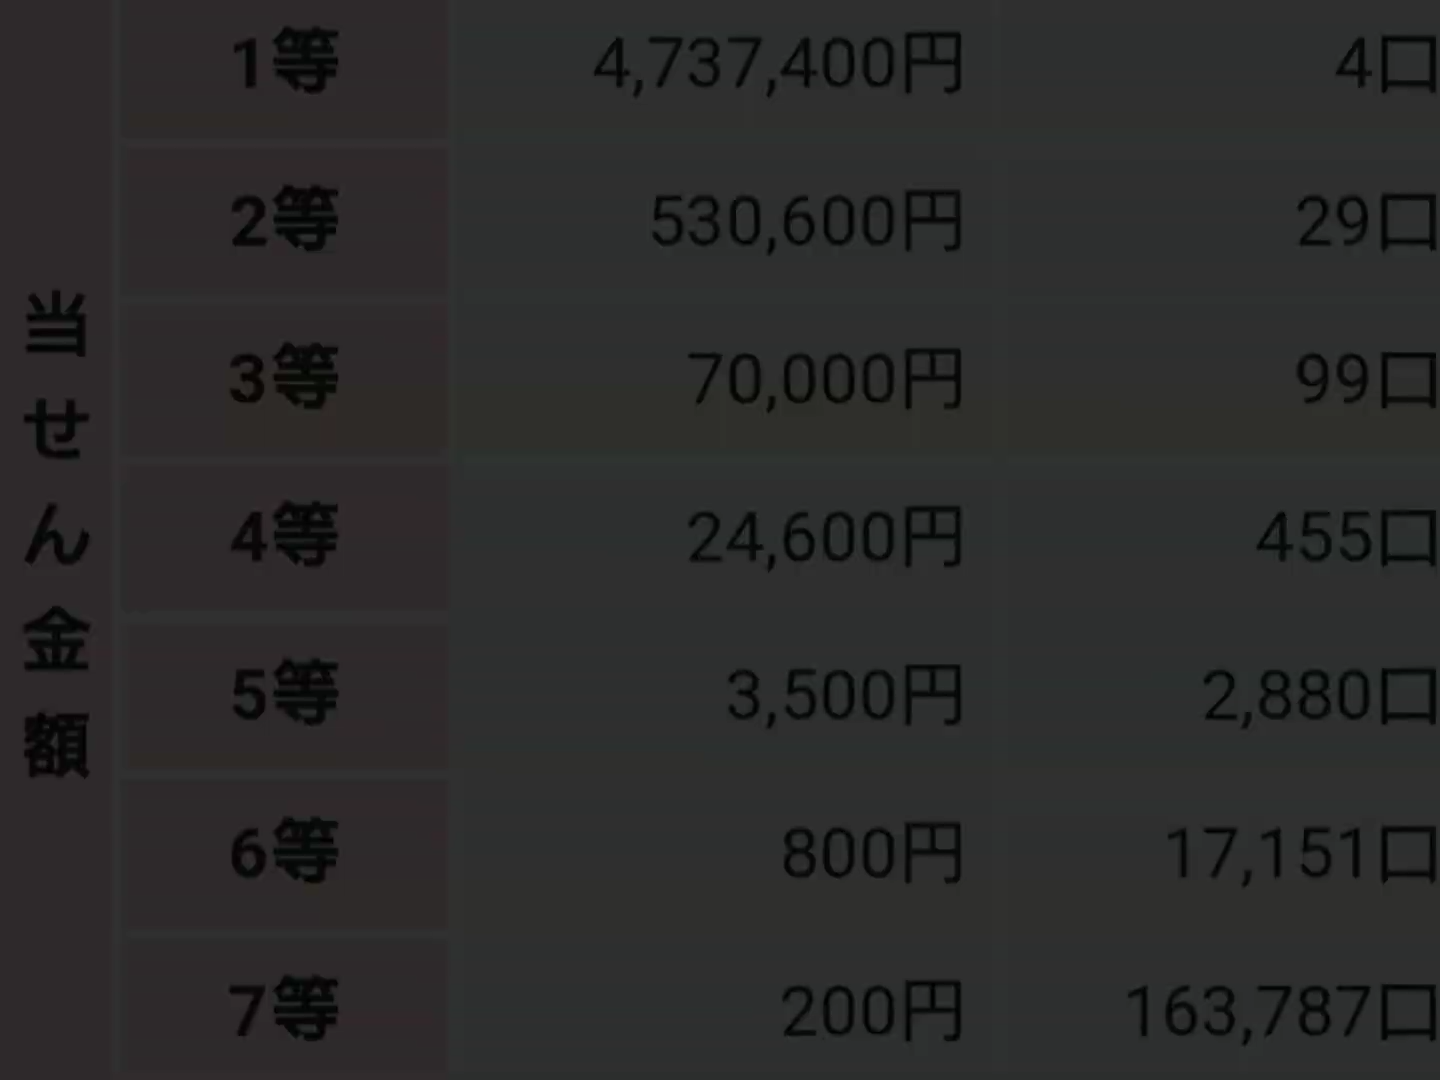 当せん金額
1等 4,737,400円 4口
2等 530,600円 29口
3等 70,000円 99口
4等 24,600円 455口
5等 3,500円 2,880口
6等 800円 17,151口
7等 200円 163,787口